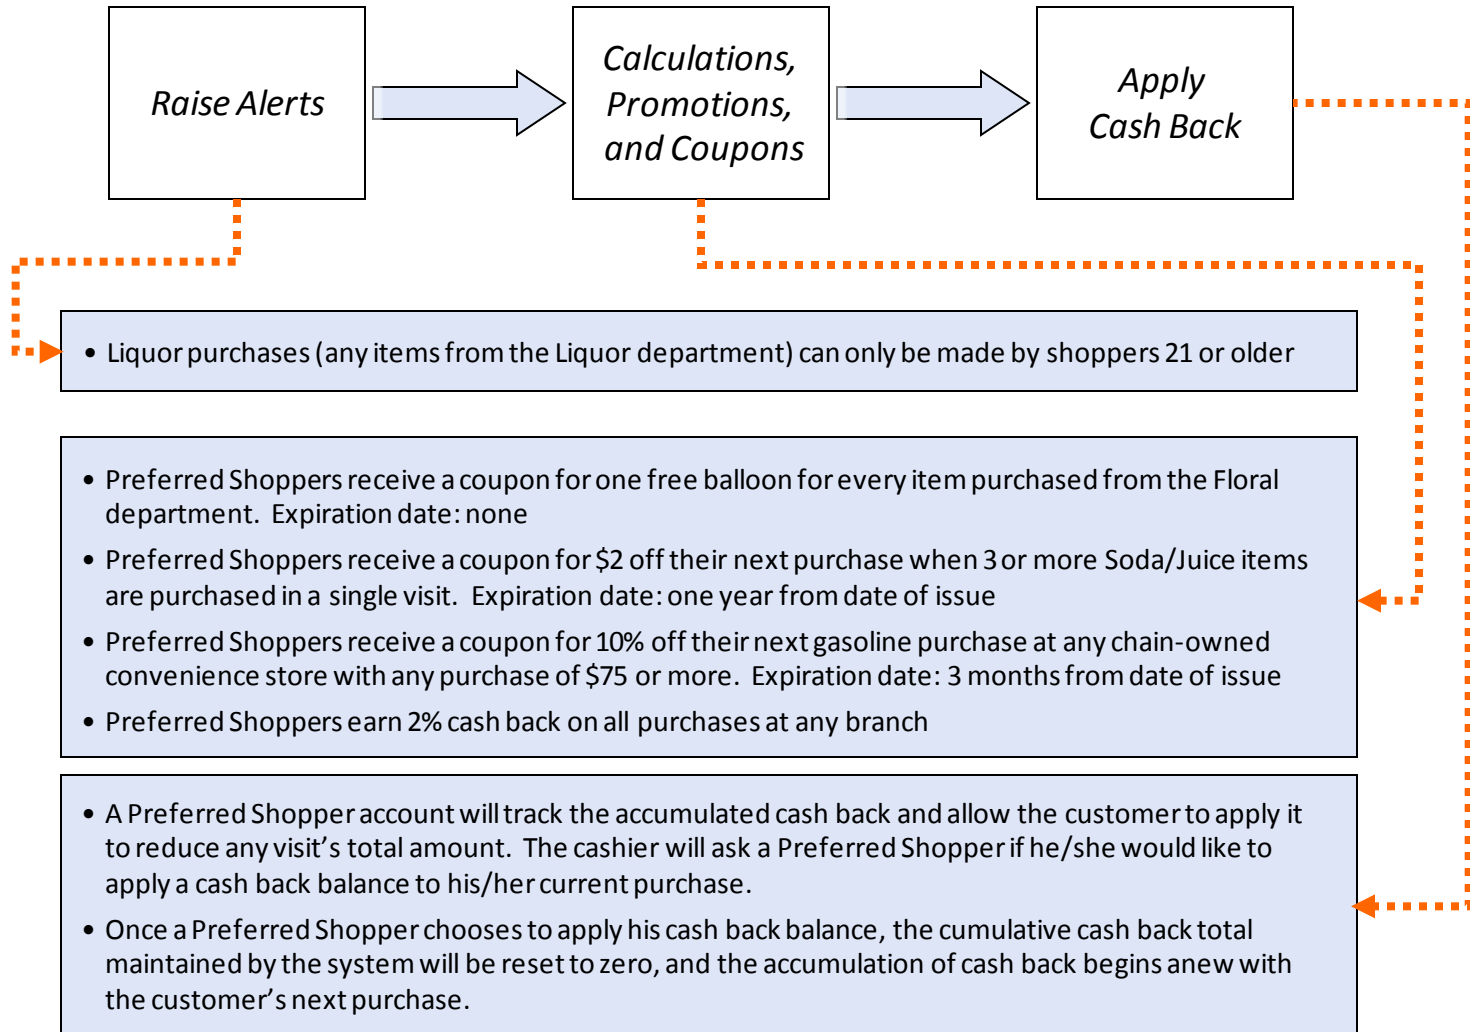 Raise Alerts
Calculations,
Promotions,
and Coupons
Apply
Cash Back
• Liquor purchases (any items from the Liquor department) can only be made by shoppers 21 or older
• Preferred Shoppers receive a coupon for one free balloon for every item purchased from the Floral
department. Expiration date: none
• Preferred Shoppers receive a coupon for $2 off their next purchase when 3 or more Soda/Juice items
are purchased in a single visit. Expiration date: one year from date of issue
• Preferred Shoppers receive a coupon for 10% off their next gasoline purchase at any chain-owned
convenience store with any purchase of $75 or more. Expiration date: 3 months from date of issue
• Preferred Shoppers earn 2% cash back on all purchases at any branch
• A Preferred Shopper account will track the accumulated cash back and allow the customer to apply it
to reduce any visit's total amount. The cashier will ask a Preferred Shopper if he/she would like to
apply a cash back balance to his/her current purchase.
• Once a Preferred Shopper chooses to apply his cash back balance, the cumulative cash back total
maintained by the system will be reset to zero, and the accumulation of cash back begins anew with
the customer's next purchase.